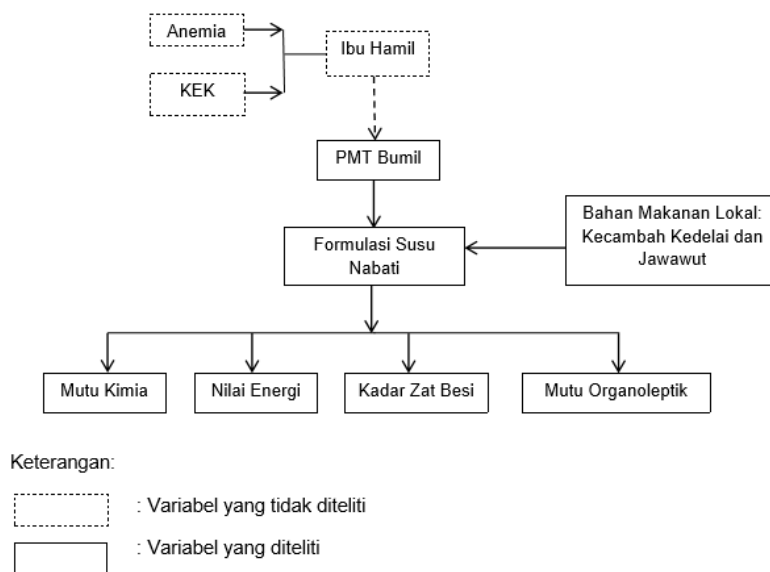 Anemia
Ibu Hamil
KEK
PMT Bumil
Bahan Makanan Lokal:
Kecambah Kedelai dan
Jawawut
Formulasi Susu
Nabati
Mutu Kimia
Nilai Energi
Kadar Zat Besi
Mutu Organoleptik
Keterangan:
: Variabel yang tidak diteliti
: Variabel yang diteliti